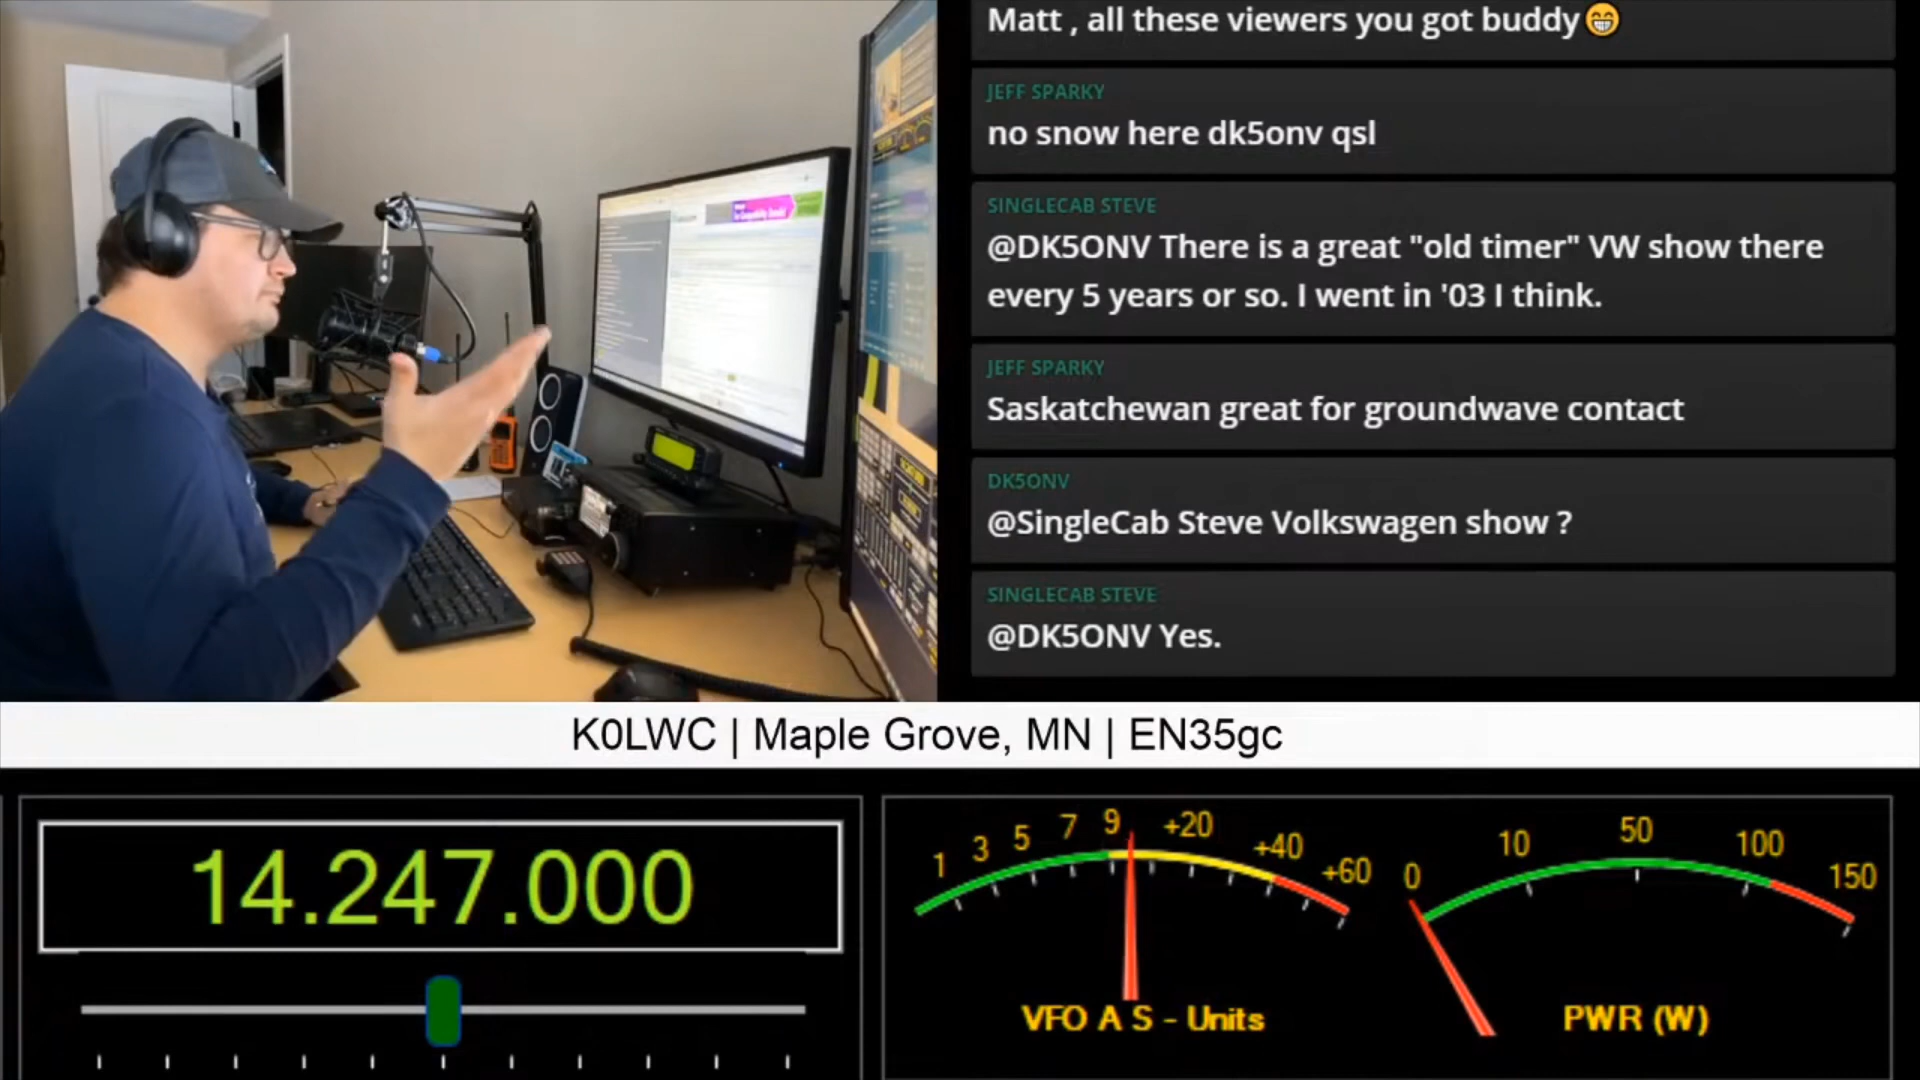 Matt , all these viewers you got buddy😁
JEFF SPARKY
no snow here dk5onv qsl
SINGLECAB STEVE
@DK5ONV There is a great "old timer" VW show there
every 5 years or so. I went in '03 I think.
JEFF SPARKY
Saskatchewan great for groundwave contact
DK5ONV
@SingleCab Steve Volkswagen show ?
SINGLECAB STEVE
@DK5ONV Yes.
K0LWC | Maple Grove, MN | EN35gc
14.247.000
1 3 5 7 9 +20 +40 +60
VFO A S - Units
0 10 50 100 150
PWR (W)